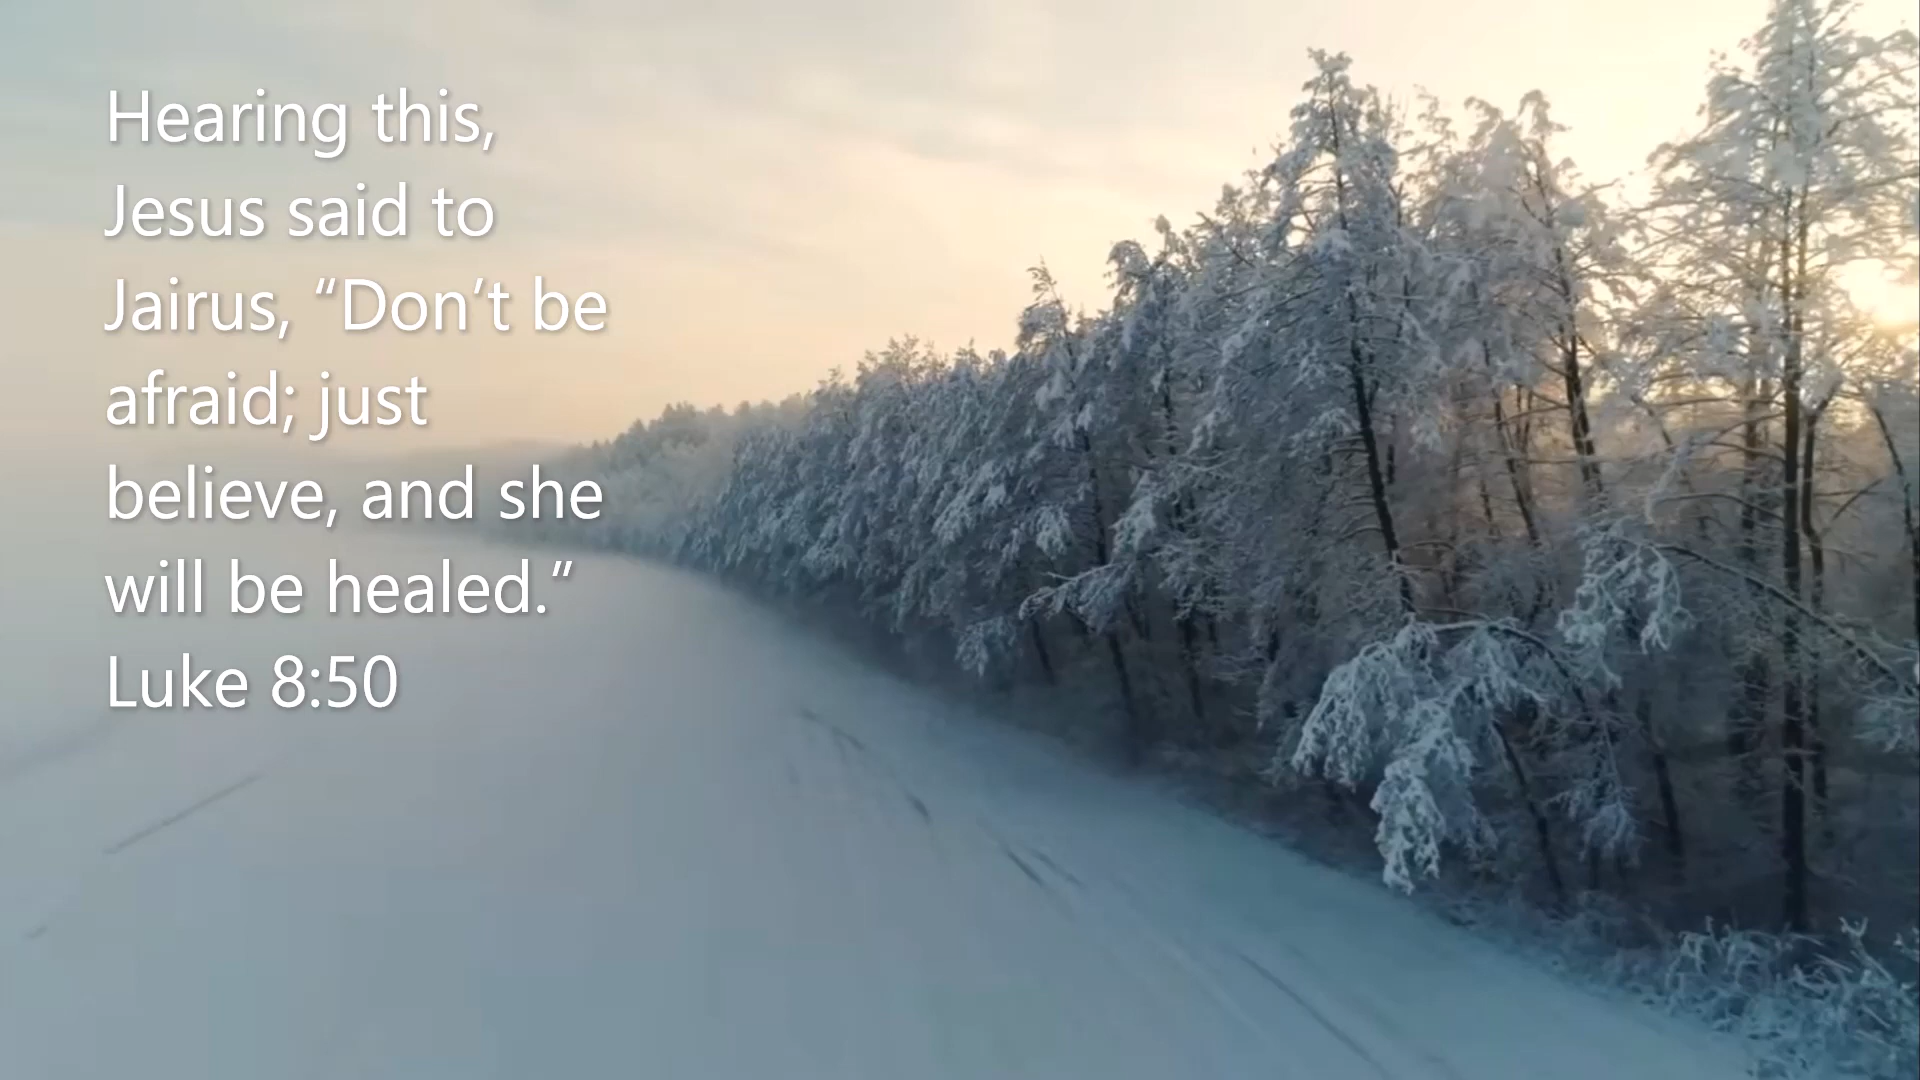 Hearing this,
Jesus said to
Jairus, “Don’t be
afraid; just
believe, and she
will be healed.”
Luke 8:50